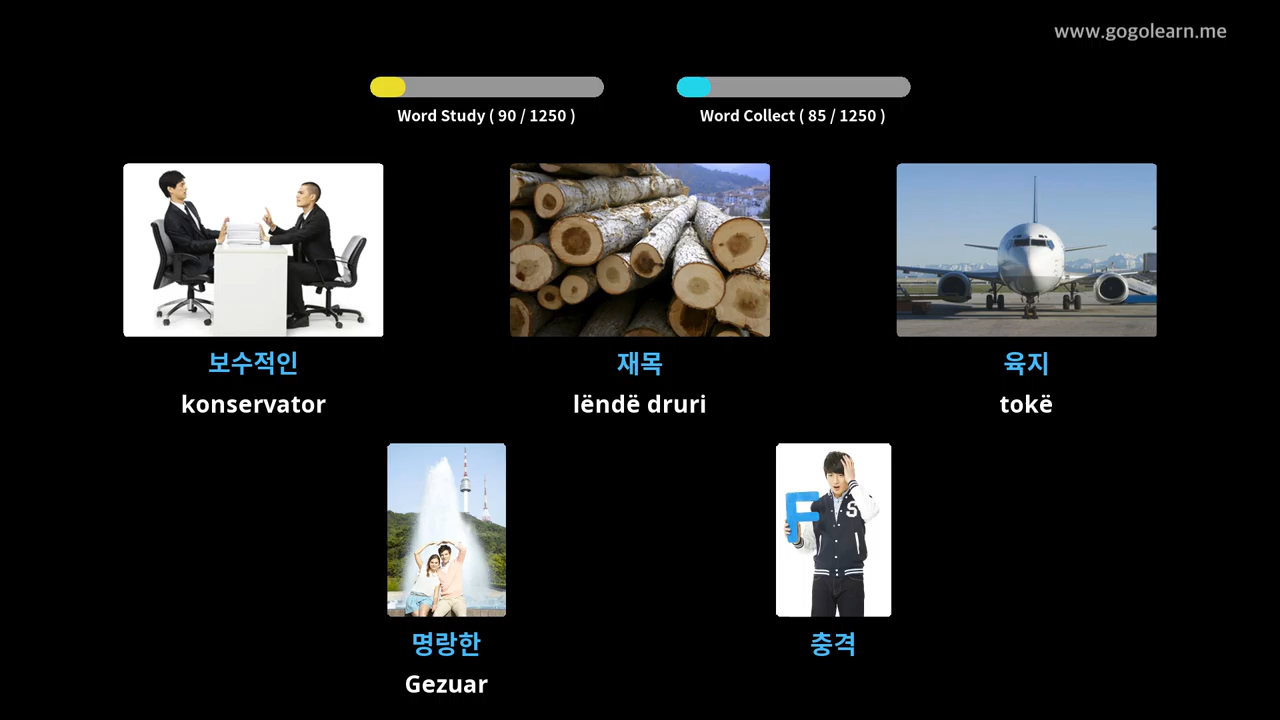 www.gogolearn.me
Word Study ( 90 / 1250 )
Word Collect ( 85 / 1250 )
보수적인
konservator
재목
lëndë druri
육지
tokë
F
S
명랑한
Gezuar
충격